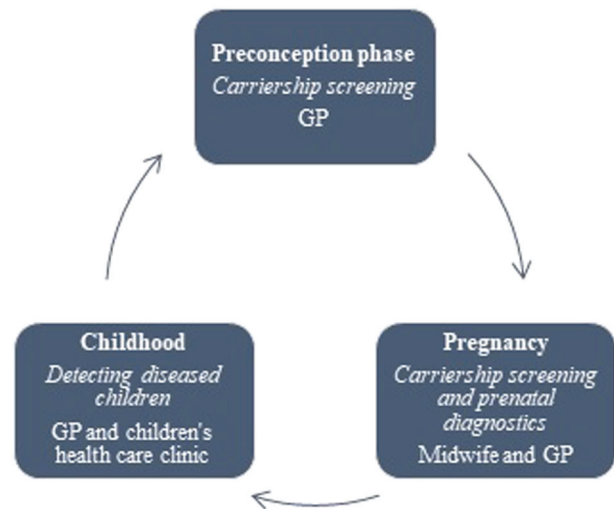 Preconception phase
Carriership screening
GP
Pregnancy
Carriership screening
and prenatal
diagnostics
Midwife and GP
Childhood
Detecting diseased
children
GP and children's
health care clinic